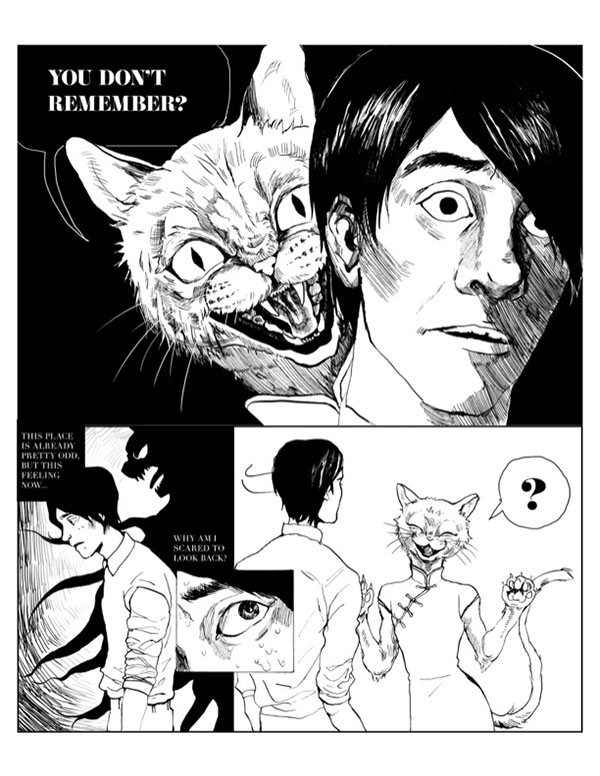 YOU DON'T
REMEMBER?
THIS PLACE
IS ALREADY
PRETTY ODD,
BUT THIS
FEELING
NOW...
WHY AM I
SCARED TO
LOOK BACK?
?